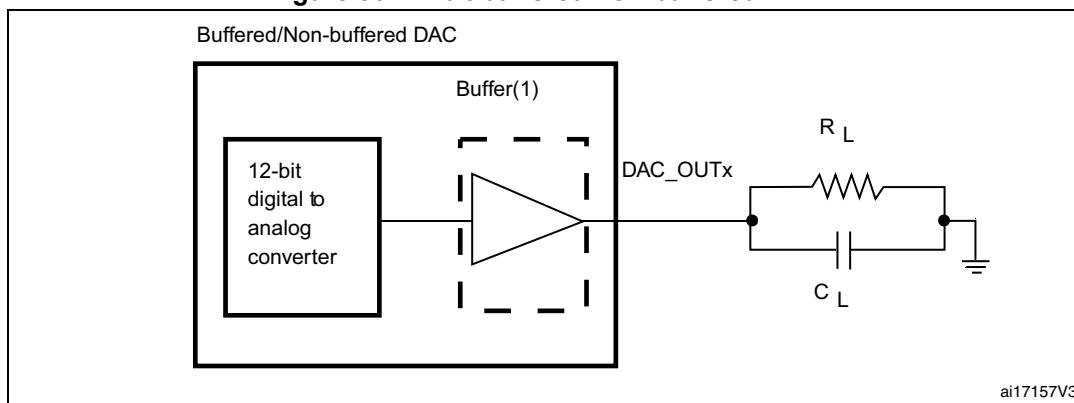 Buffered/Non-buffered DAC
Buffer(1)
12-bit
digital to
analog
converter
DAC_OUTx
R L
C L
ai17157V3